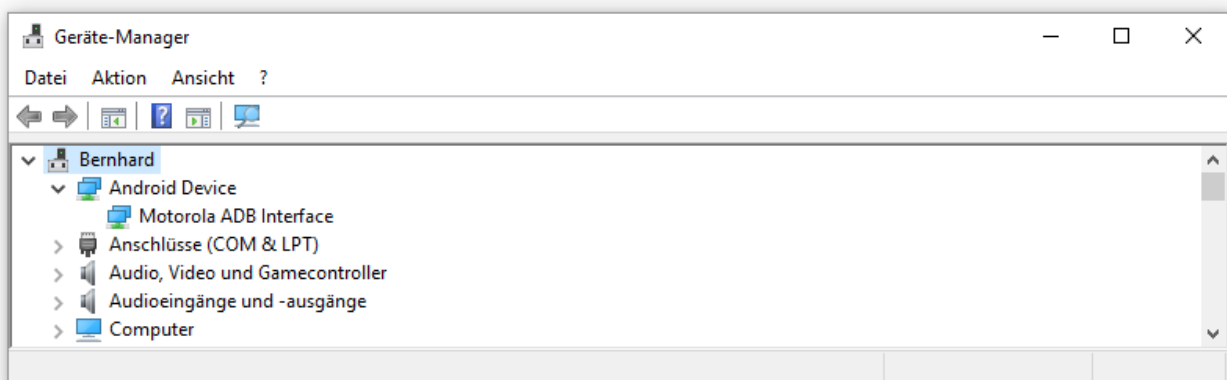 Geräte-Manager
Datei Aktion Ansicht ?
Bernhard
Android Device
Motorola ADB Interface
Anschlüsse (COM & LPT)
Audio, Video und Gamecontroller
Audioeingänge und -ausgänge
Computer